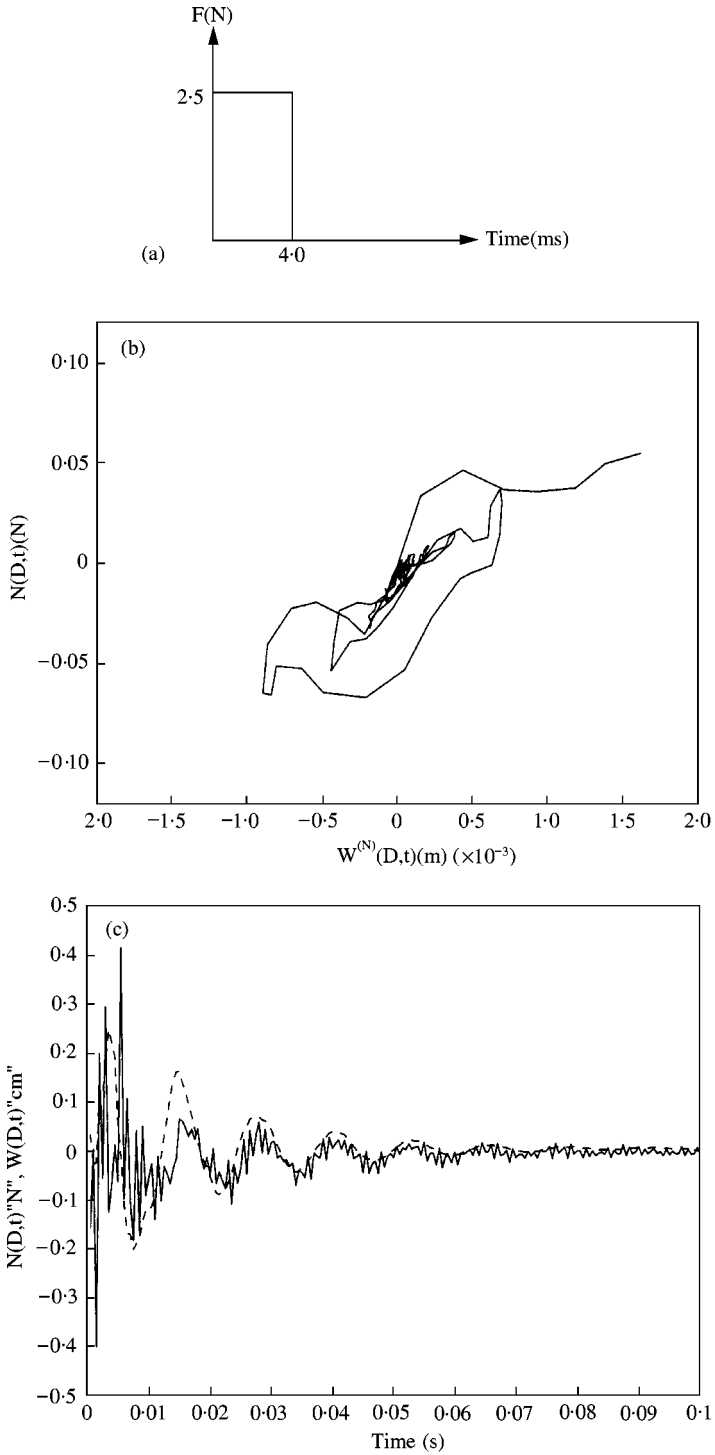 F(N)
2·5
(a)
4·0
Time(ms)
(b)
0·10
0·05
0
−0·05
−0·10
N(D,t)(N)
2·0 −1·5 −1·0 −0·5 0 0·5 1·0 1·5 2·0
W(N)(D,t)(m) (×10−3)
(c)
0·5
0·4
0·3
0·2
0·1
0
−0·1
−0·2
−0·3
−0·4
−0·5
N(D,t)"N", W(D,t)"cm"
0 0·01 0·02 0·03 0·04 0·05 0·06 0·07 0·08 0·09 0·1
Time (s)